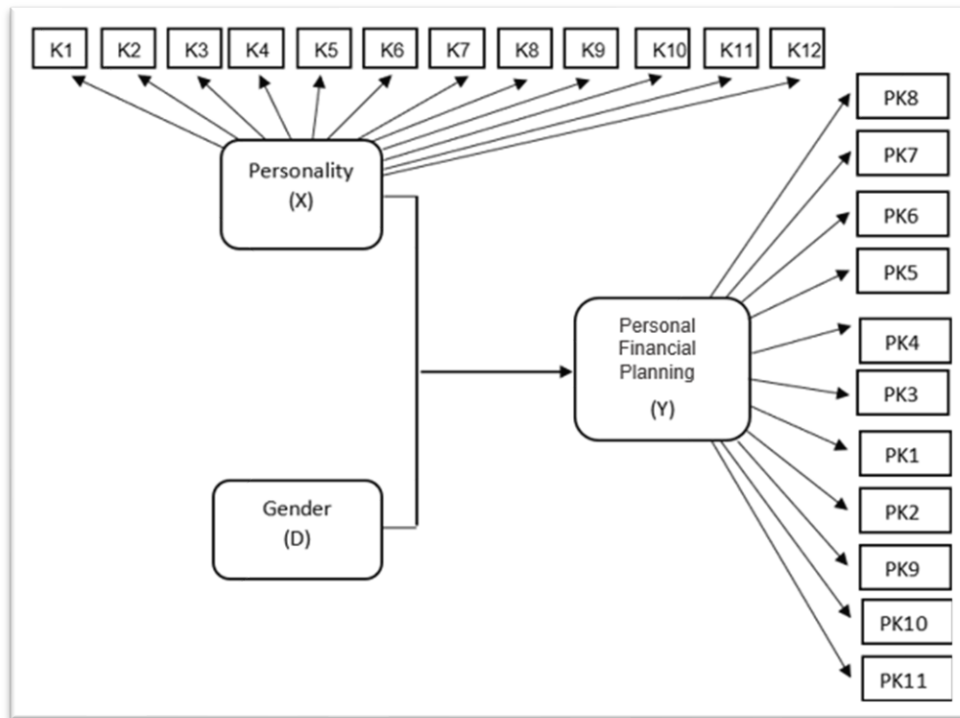 K1 K2 K3 K4 K5 K6 K7 K8 K9 K10 K11 K12
Personality
(X)
Gender
(D)
Personal
Financial
Planning
(Y)
PK8
PK7
PK6
PK5
PK4
PK3
PK1
PK2
PK9
PK10
PK11